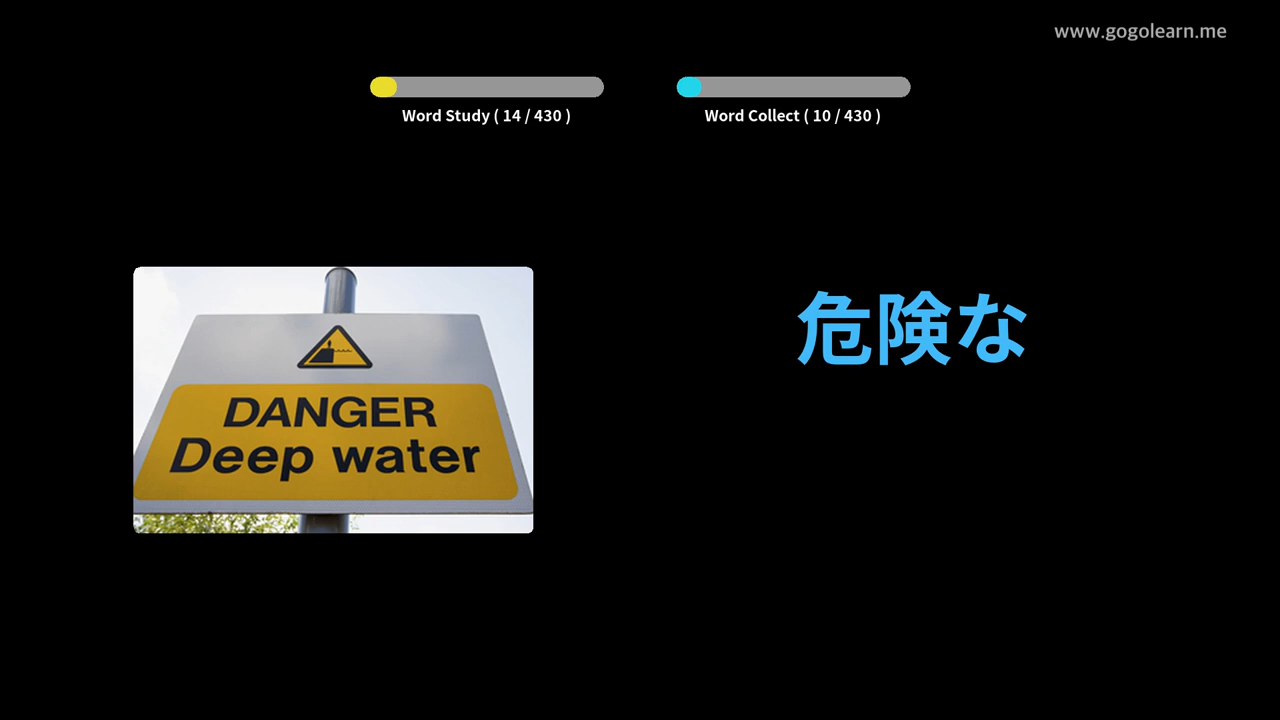 www.gogolearn.me
Word Study ( 14 / 430 )
Word Collect ( 10 / 430 )
DANGER
Deep water
危険な